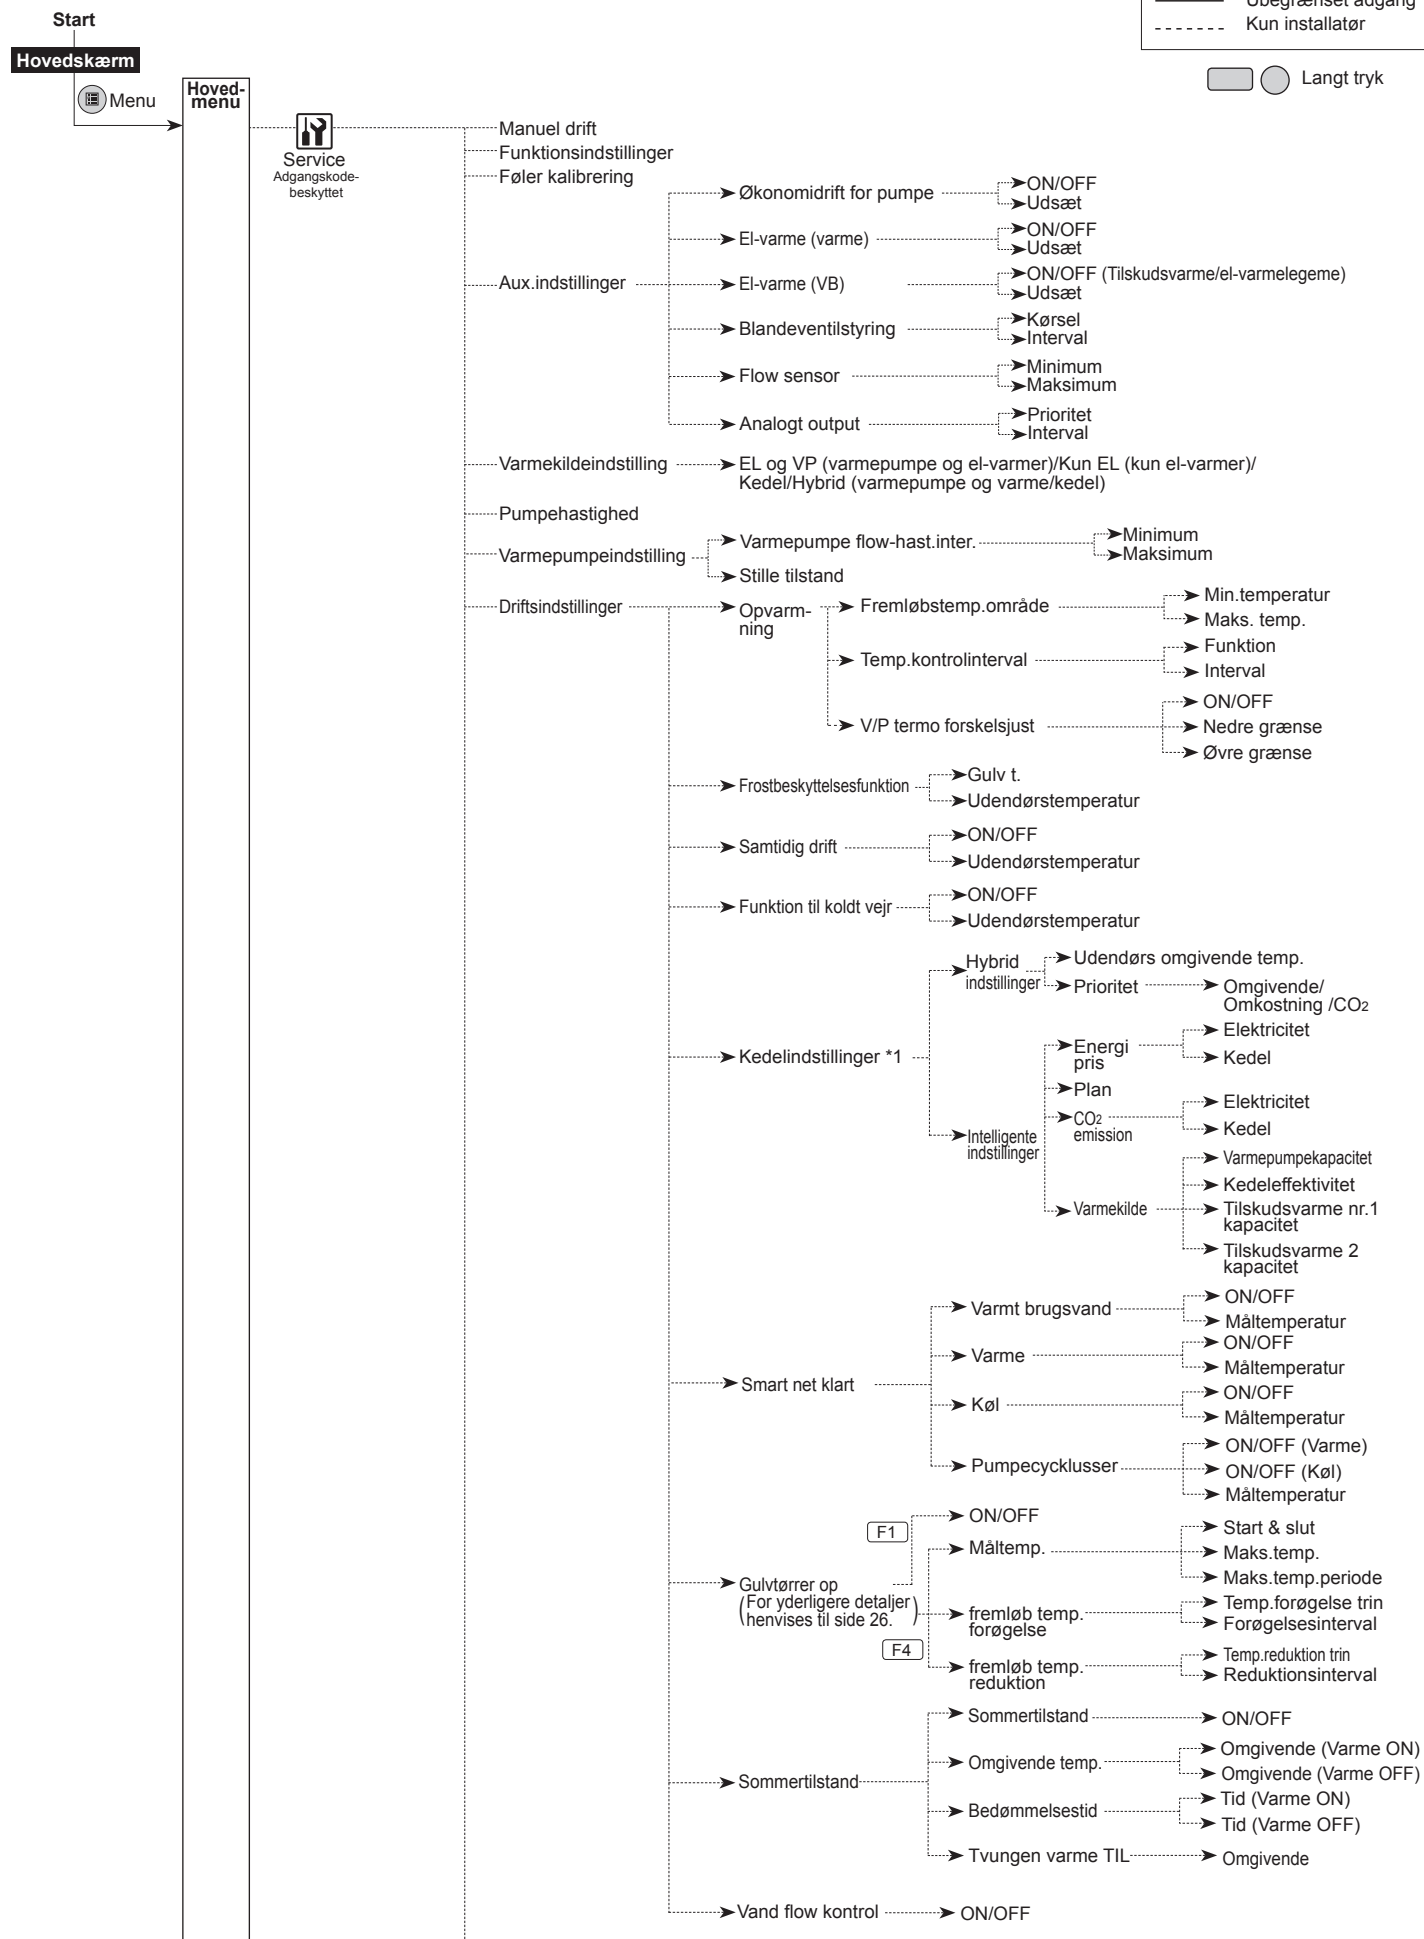 Ubegrænset adgang
Start
Kun installatør
Hovedskærm
Langt tryk
Menu
Hoved-
menu
Service
Adgangskode-
beskyttet
Manuel drift
Funktionsindstillinger
Føler kalibrering
Aux.indstillinger
Økonomidrift for pumpe
ON/OFF
Udsæt
El-varme (varme)
ON/OFF
Udsæt
El-varme (VB)
ON/OFF (Tilskudsvarme/el-varmelegeme)
Udsæt
Blandeventilstyring
Kørsel
Interval
Flow sensor
Minimum
Maksimum
Analogt output
Prioritet
Interval
Varmekildeindstilling
EL og VP (varmepumpe og el-varmer)/Kun EL (kun el-varmer)/
Kedel/Hybrid (varmepumpe og varme/kedel)
Pumpehastighed
Varmepumpeindstilling
Varmepumpe flow-hast.inter.
Minimum
Maksimum
Stille tilstand
Driftsindstillinger
Opvarm-
ning
Fremløbstemp.område
Min.temperatur
Maks. temp.
Temp.kontrolinterval
Funktion
Interval
V/P termo forskelsjust
ON/OFF
Nedre grænse
Øvre grænse
Frostbeskyttelsesfunktion
Gulv t.
Udendørstemperatur
Samtidig drift
ON/OFF
Udendørstemperatur
Funktion til koldt vejr
ON/OFF
Udendørstemperatur
Kedelindstillinger *1
Hybrid
indstillinger
Udendørs omgivende temp.
Prioritet
Omgivende/
Omkostning /CO2
Intelligente
indstillinger
Energi
pris
Elektricitet
Kedel
Plan
CO2
emission
Elektricitet
Kedel
Varmekilde
Varmepumpekapacitet
Kedeleffektivitet
Tilskudsvarme nr.1
kapacitet
Tilskudsvarme 2
kapacitet
Smart net klart
Varmt brugsvand
ON/OFF
Måltemperatur
Varme
ON/OFF
Måltemperatur
Køl
ON/OFF
Måltemperatur
Pumpecycklusser
ON/OFF (Varme)
ON/OFF (Køl)
Måltemperatur
Gulvtørrer op
(For yderligere detaljer
henvises til side 26.)
F1
ON/OFF
F4
Måltemp.
Start & slut
Maks.temp.
Maks.temp.periode
fremløb temp.
forøgelse
Temp.forøgelse trin
Forøgelsesinterval
fremløb temp.
reduktion
Temp.reduktion trin
Reduktionsinterval
Sommertilstand
Sommertilstand
ON/OFF
Omgivende temp.
Omgivende (Varme ON)
Omgivende (Varme OFF)
Bedømmelsestid
Tid (Varme ON)
Tid (Varme OFF)
Tvungen varme TIL
Omgivende
Vand flow kontrol
ON/OFF